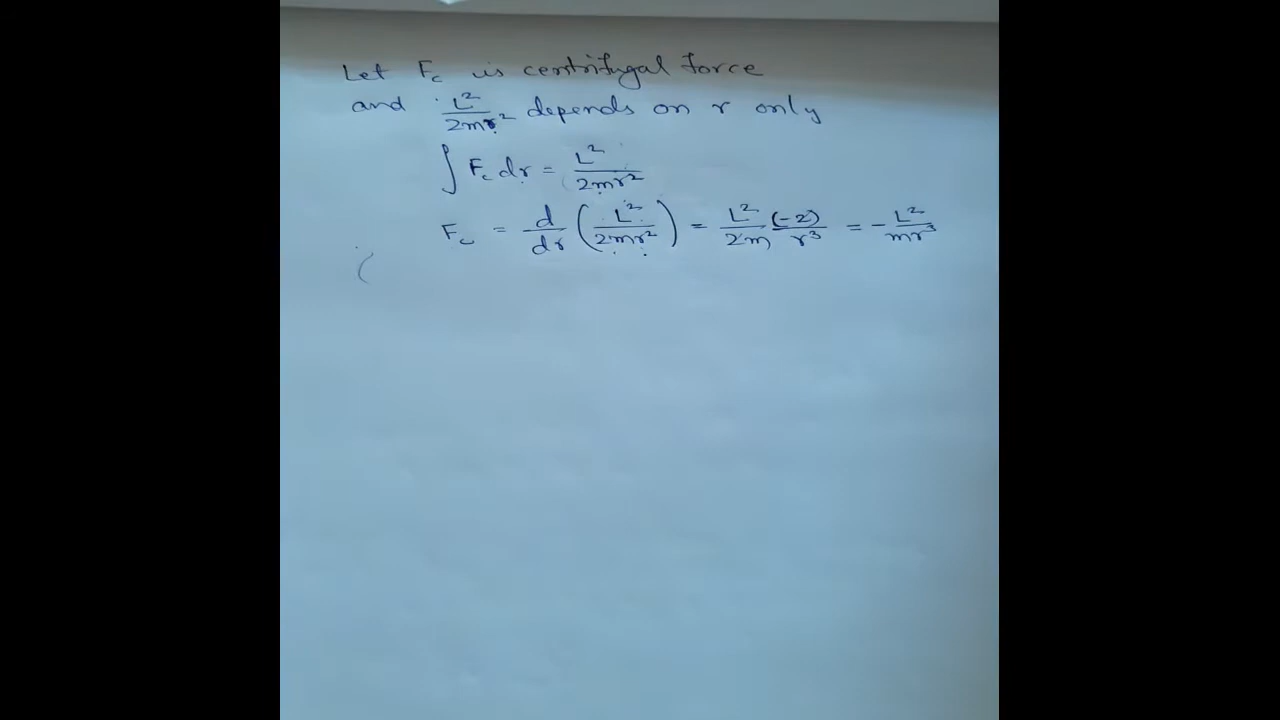 Let F_c is centrifugal force
and L²/2mr² depends on r only
∫ F_c dr = L²/2mr²
F_c = d/dr (L²/2mr²) = L²/2m (-2)/r³ = - L²/mr³
(